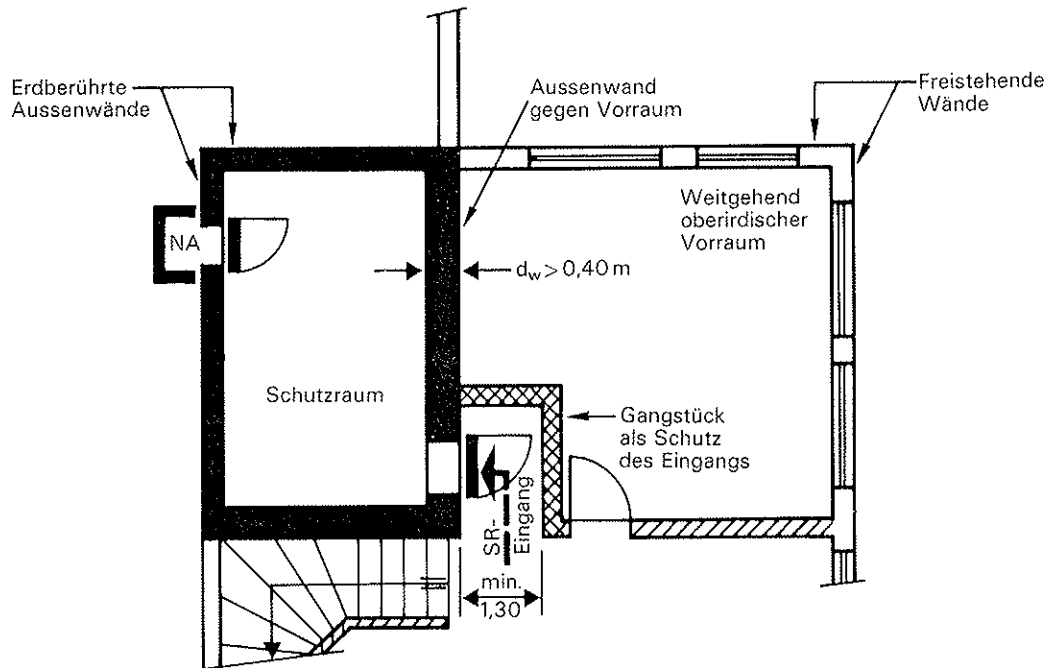 Erdberührte
Aussenwände
Aussenwand
gegen Vorraum
Freistehende
Wände
Weitgehend
oberirdischer
Vorraum
NA
d_w > 0,40 m
Schutzraum
Gangstück
als Schutz
des Eingangs
SR-
Eingang
min.
1,30